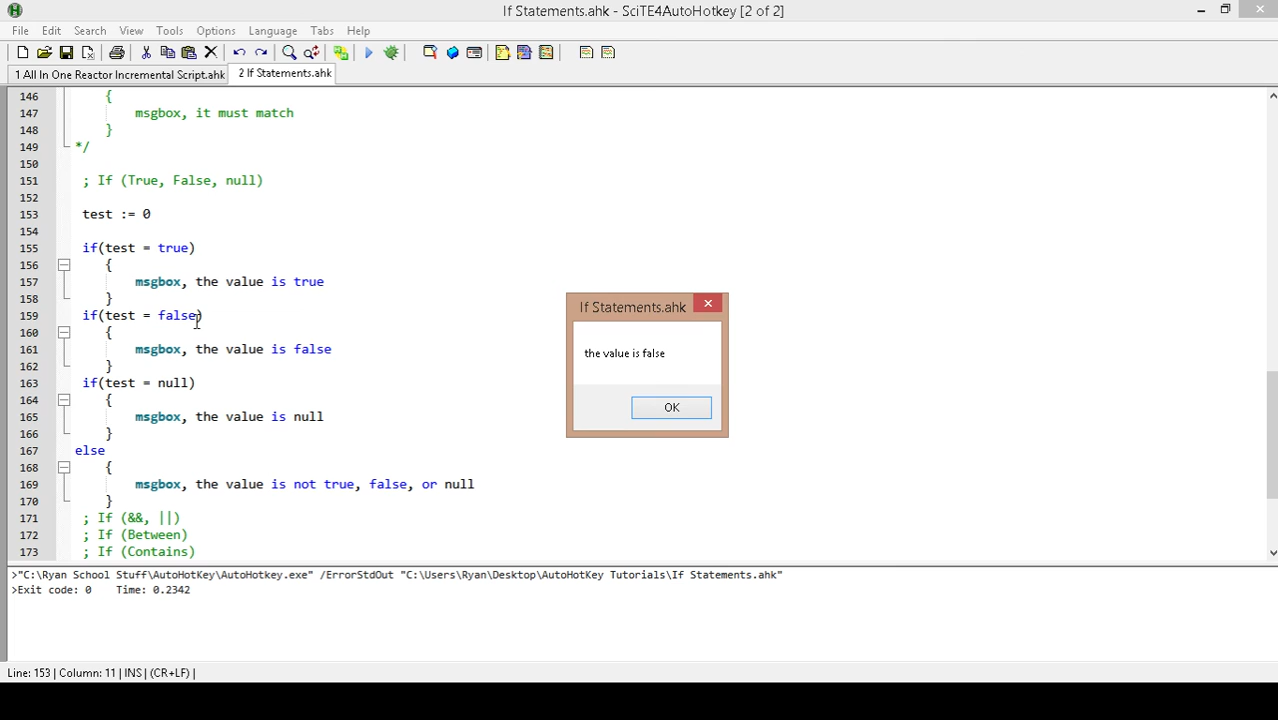 If Statements.ahk - SciTE4AutoHotkey [2 of 2]
File Edit Search View Tools Options Language Tabs Help
1 All In One Reactor Incremental Script.ahk 2 If Statements.ahk
146 {
147 msgbox, it must match
148 }
149 */
150
151 ; If (True, False, null)
152
153 test := 0
154
155 if(test = true)
156 {
157 msgbox, the value is true
158 }
159 if(test = false)
160 {
161 msgbox, the value is false
162 }
163 if(test = null)
164 {
165 msgbox, the value is null
166 }
167 else
168 {
169 msgbox, the value is not true, false, or null
170 }
171 ; If (&&, ||)
172 ; If (Between)
173 ; If (Contains)
If Statements.ahk
the value is false
OK
>"C:\Ryan School Stuff\AutoHotKey\AutoHotkey.exe" /ErrorStdOut "C:\Users\Ryan\Desktop\AutoHotKey Tutorials\If Statements.ahk"
>Exit code: 0 Time: 0.2342
Line: 153 | Column: 11 | INS | (CR+LF) |